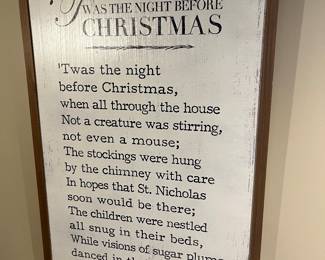 'TWAS THE NIGHT BEFORE
CHRISTMAS
'Twas the night
before Christmas,
when all through the house
Not a creature was stirring,
not even a mouse;
The stockings were hung
by the chimney with care
In hopes that St. Nicholas
soon would be there;
The children were nestled
all snug in their beds,
While visions of sugar plums
danced in